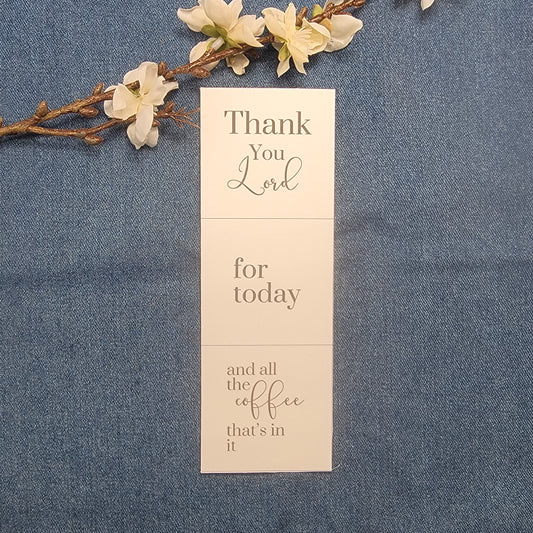 Thank
You
Lord
for
today
and all
the
coffee
that's in
it